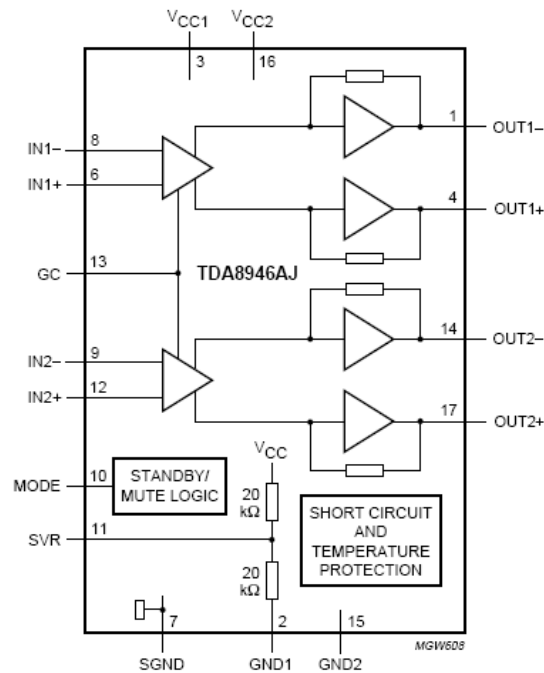 VCC1
VCC2
3
16
1
OUT1–
8
IN1–
IN1+
6
4
OUT1+
13
GC
TDA8946AJ
14
OUT2–
9
IN2–
IN2+
12
17
OUT2+
VCC
10
MODE
STANDBY/
MUTE LOGIC
20
kΩ
SHORT CIRCUIT
AND
TEMPERATURE
PROTECTION
11
SVR
20
kΩ
7
2
15
MGW608
SGND
GND1
GND2